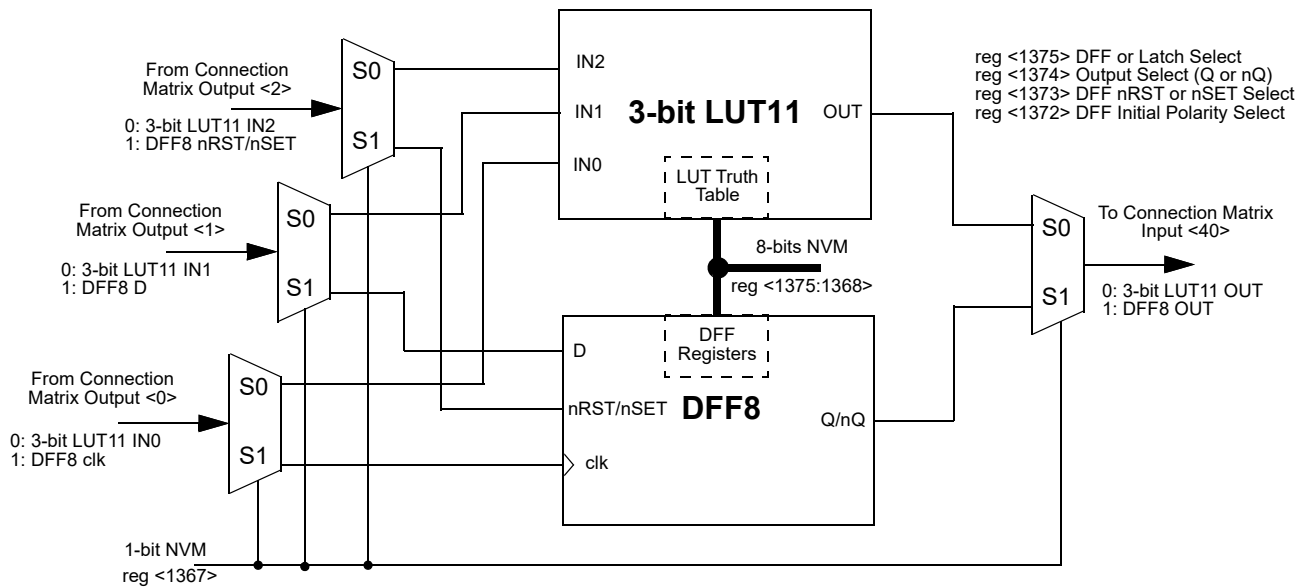 From Connection
Matrix Output <2>
0: 3-bit LUT11 IN2
1: DFF8 nRST/nSET
S0
S1
From Connection
Matrix Output <1>
0: 3-bit LUT11 IN1
1: DFF8 D
S0
S1
From Connection
Matrix Output <0>
0: 3-bit LUT11 IN0
1: DFF8 clk
S0
S1
1-bit NVM
reg <1367>
IN2
IN1
IN0
3-bit LUT11
OUT
LUT Truth
Table
8-bits NVM
reg <1375:1368>
DFF
Registers
D
nRST/nSET
clk
DFF8
Q/nQ
reg <1375> DFF or Latch Select
reg <1374> Output Select (Q or nQ)
reg <1373> DFF nRST or nSET Select
reg <1372> DFF Initial Polarity Select
S0
S1
To Connection Matrix
Input <40>
0: 3-bit LUT11 OUT
1: DFF8 OUT